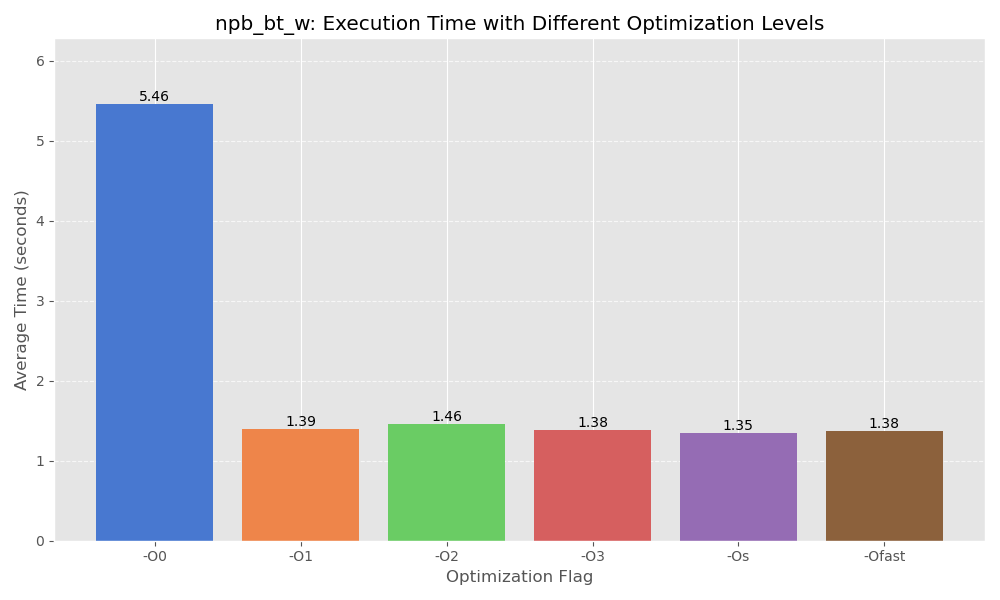 npb_bt_w: Execution Time with Different Optimization Levels
Average Time (seconds)
6
5
4
3
2
1
0
5.46
1.39
1.46
1.38
1.35
1.38
-O0
-O1
-O2
-O3
-Os
-Ofast
Optimization Flag